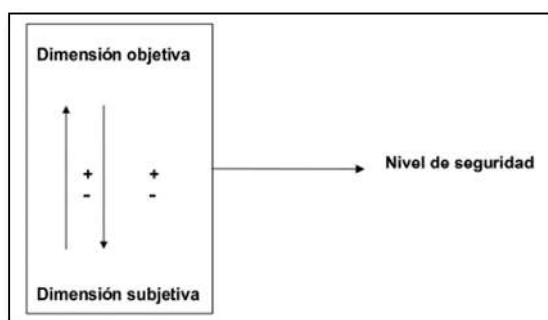 Dimensión objetiva
+ +
- -
Nivel de seguridad
Dimensión subjetiva